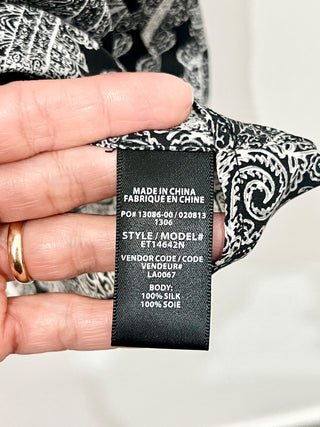 MADE IN CHINA
FABRIQUE EN CHINE
PO# 13086-00 / 020813
1306
STYLE / MODEL#
ET14642N
VENDOR CODE / CODE
VENDEUR#
LA0067
BODY:
100% SILK
100% SOIE